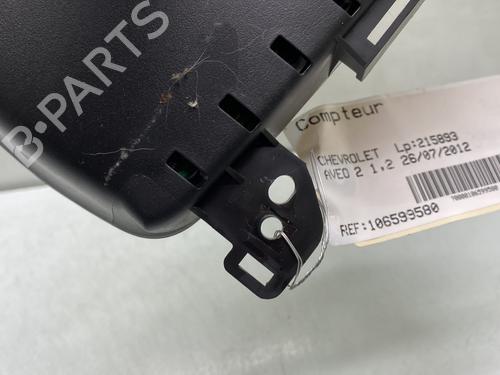 B-PARTS
Compteur
CHEVROLET Lp:215893
AVEO 2 1.2 26/07/2012
REF:106599580